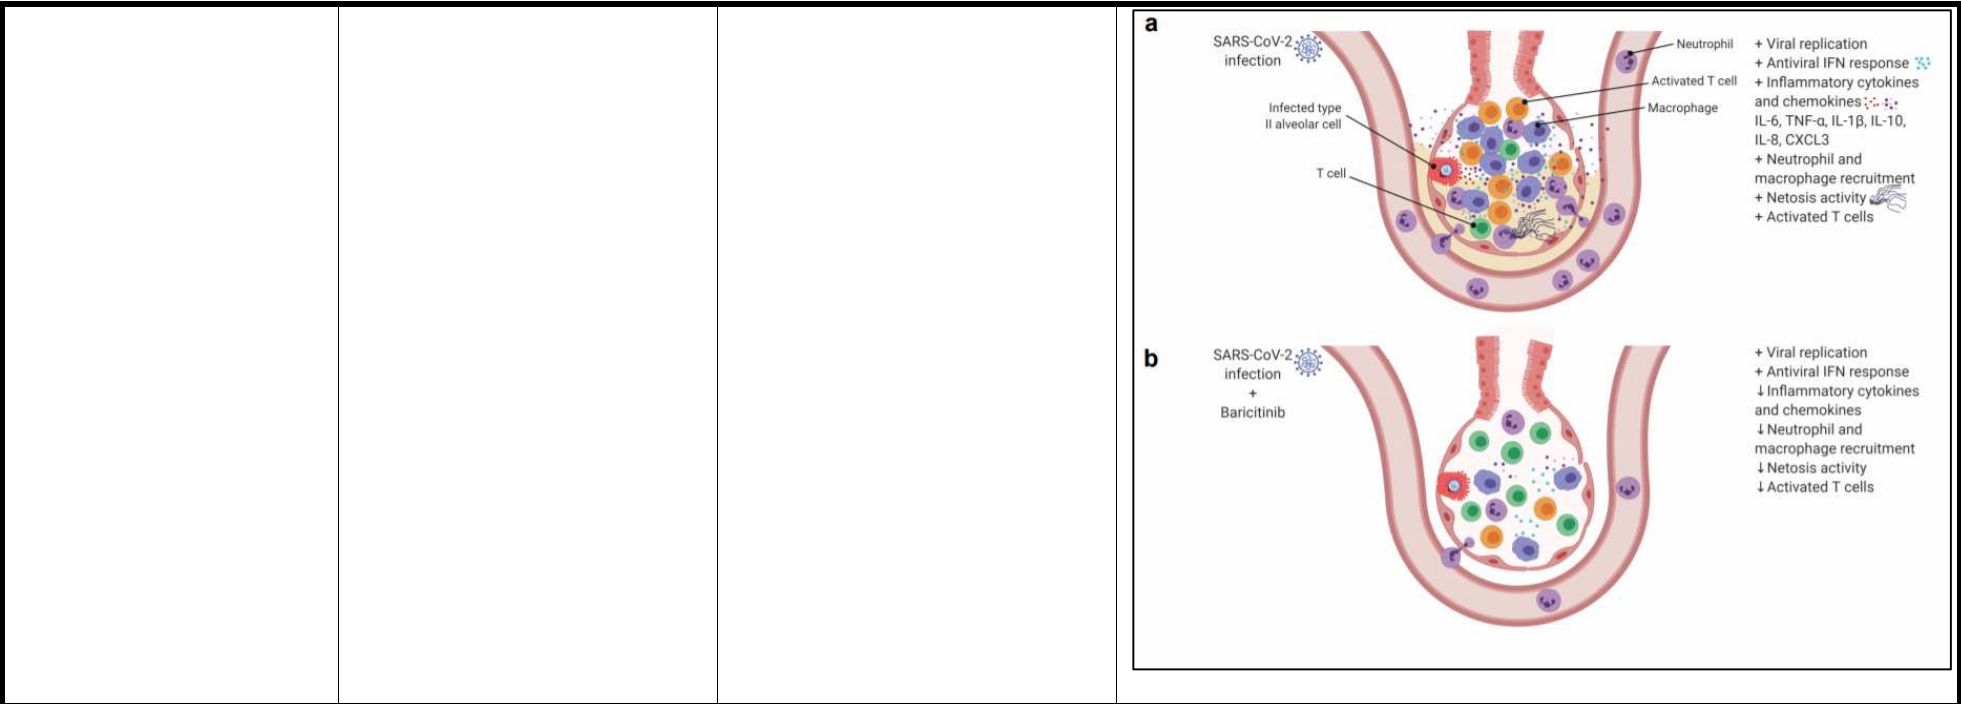 a
SARS-CoV-2
infection
Infected type
II alveolar cell
T cell
Neutrophil
Activated T cell
Macrophage
+ Viral replication
+ Antiviral IFN response
+ Inflammatory cytokines
and chemokines
IL-6, TNF-α, IL-1β, IL-10,
IL-8, CXCL3
+ Neutrophil and
macrophage recruitment
+ Netosis activity
+ Activated T cells
b
SARS-CoV-2
infection
+
Baricitinib
+ Viral replication
+ Antiviral IFN response
↓Inflammatory cytokines
and chemokines
↓Neutrophil and
macrophage recruitment
↓Netosis activity
↓Activated T cells